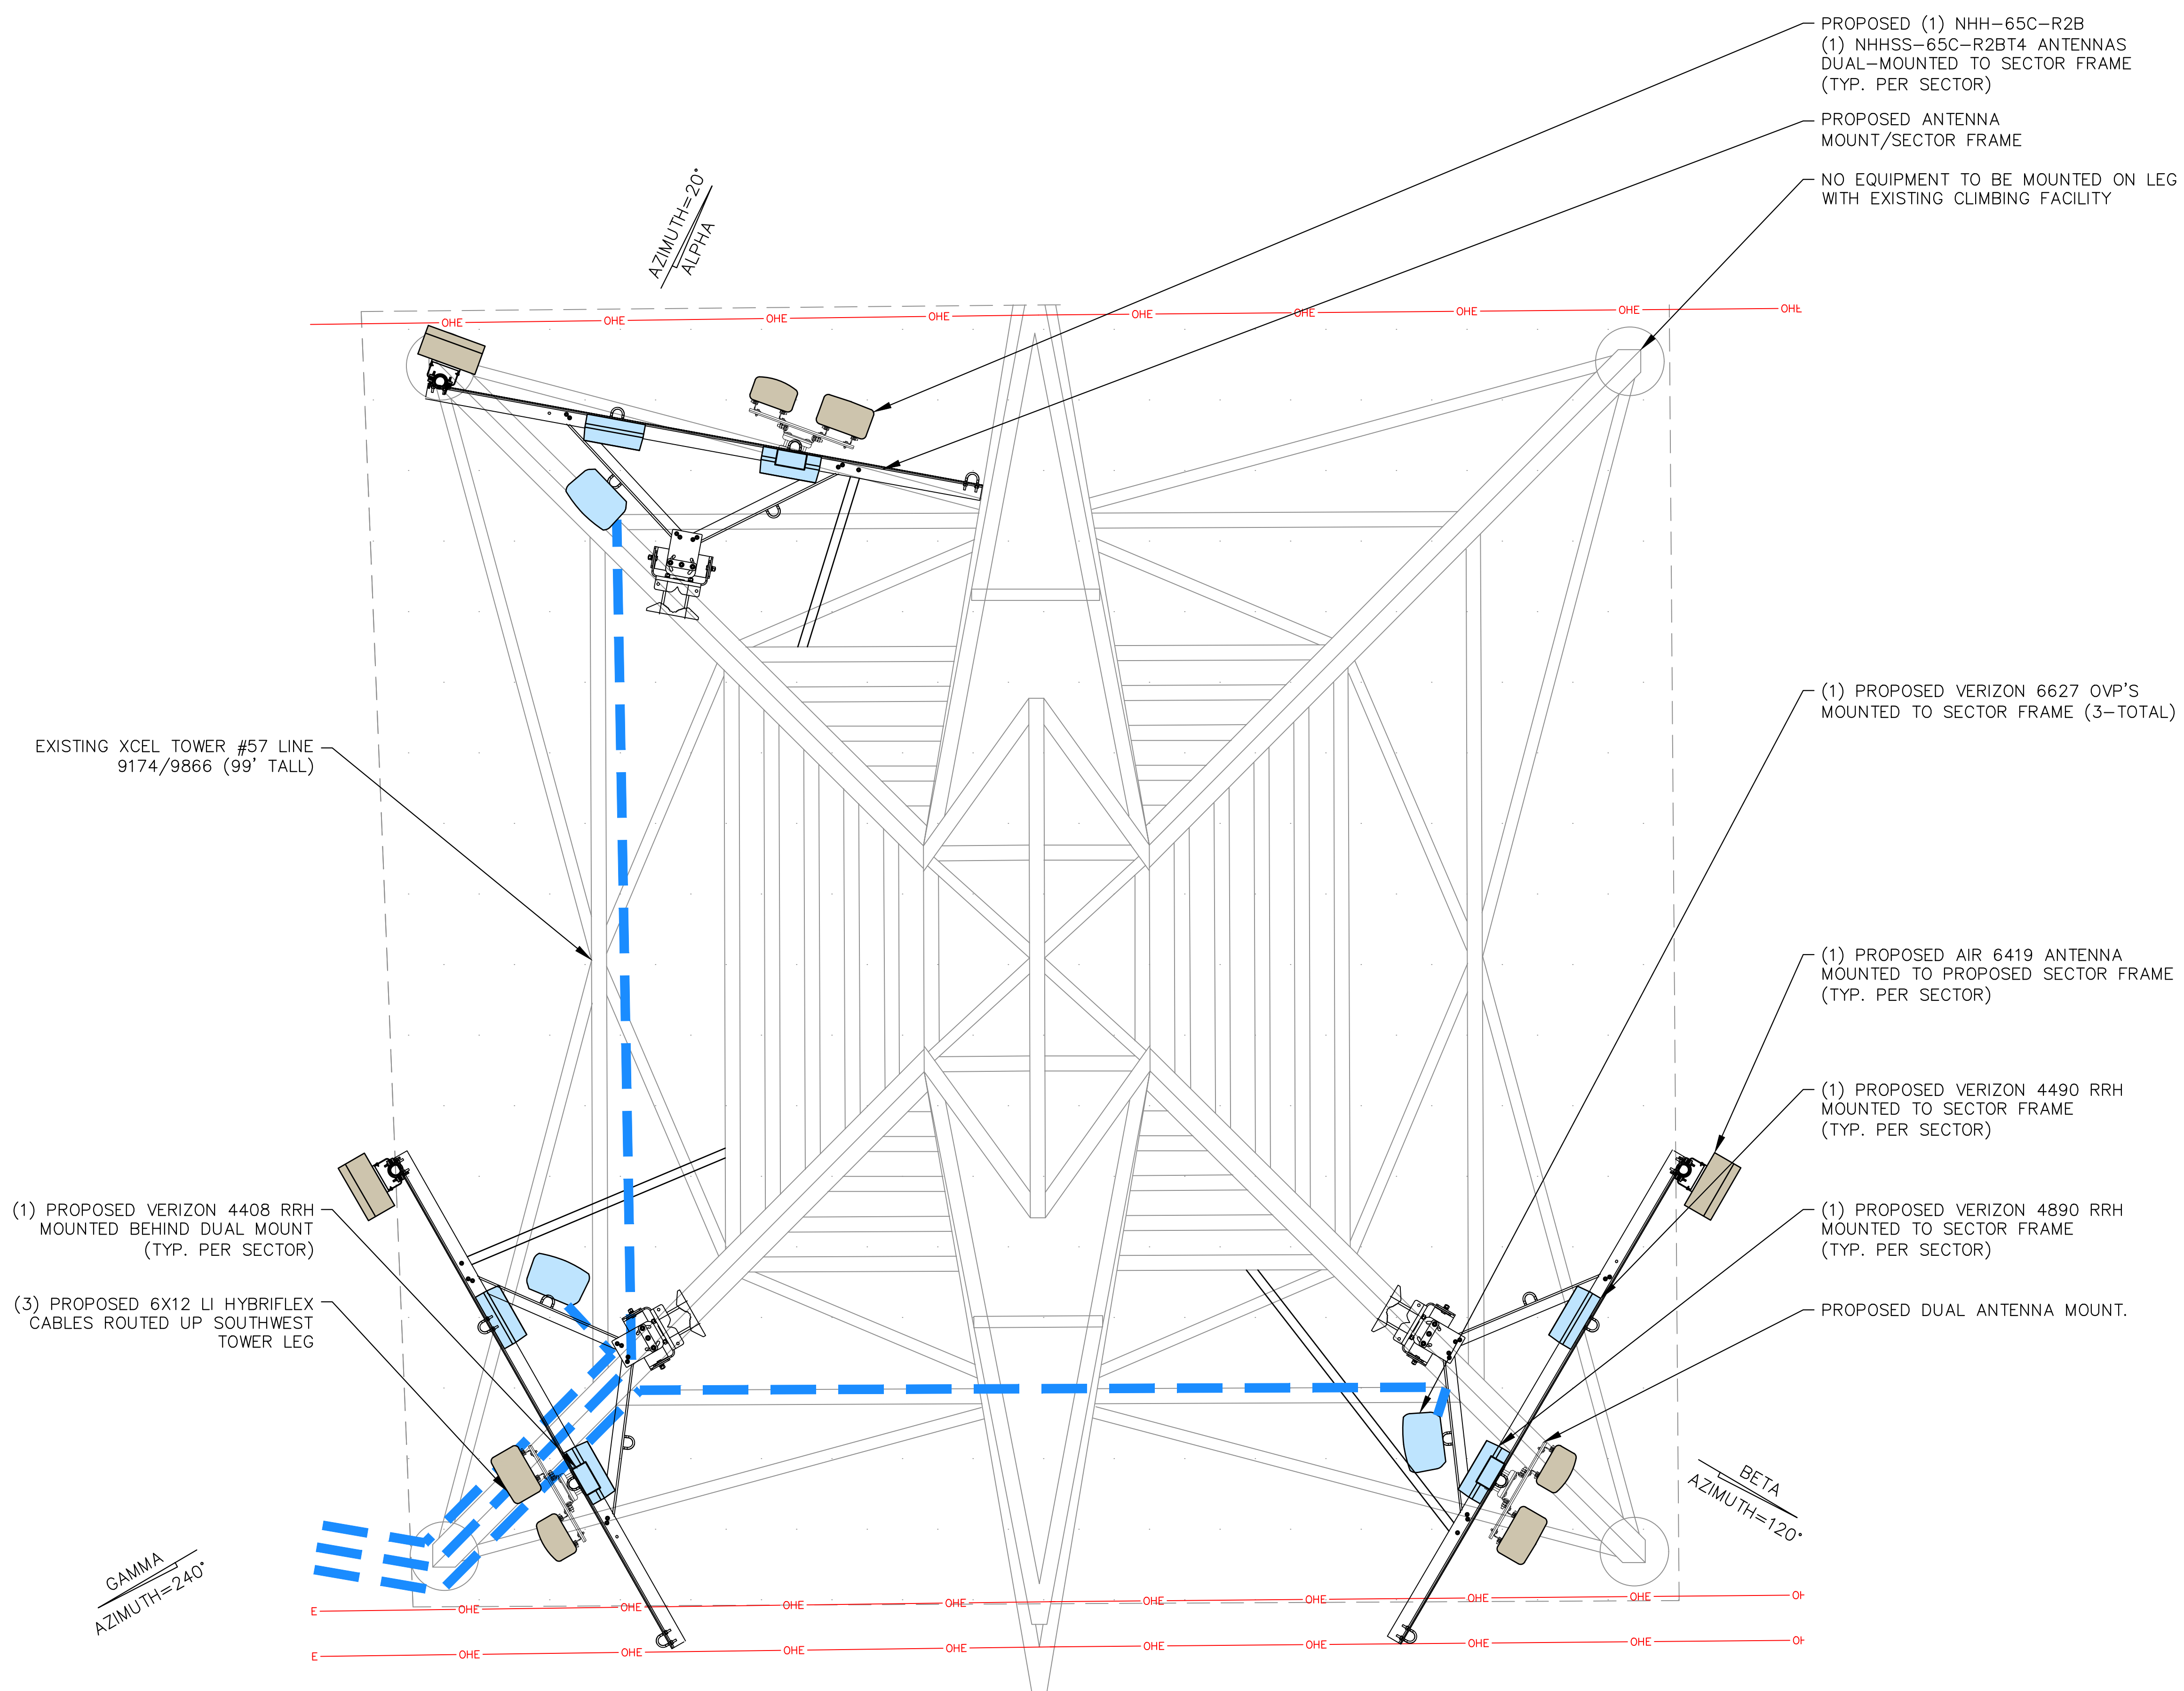 PROPOSED (1) NHH-65C-R2B
(1) NHHSS-65C-R2BT4 ANTENNAS
DUAL-MOUNTED TO SECTOR FRAME
(TYP. PER SECTOR)
PROPOSED ANTENNA
MOUNT/SECTOR FRAME
NO EQUIPMENT TO BE MOUNTED ON LEG
WITH EXISTING CLIMBING FACILITY
AZIMUTH=20°
ALPHA
OHE OHE OHE OHE OHE OHE OHE OHE OHE
(1) PROPOSED VERIZON 6627 OVP'S
MOUNTED TO SECTOR FRAME (3-TOTAL)
EXISTING XCEL TOWER #57 LINE
9174/9866 (99' TALL)
(1) PROPOSED AIR 6419 ANTENNA
MOUNTED TO PROPOSED SECTOR FRAME
(TYP. PER SECTOR)
(1) PROPOSED VERIZON 4490 RRH
MOUNTED TO SECTOR FRAME
(TYP. PER SECTOR)
(1) PROPOSED VERIZON 4408 RRH
MOUNTED BEHIND DUAL MOUNT
(TYP. PER SECTOR)
(1) PROPOSED VERIZON 4890 RRH
MOUNTED TO SECTOR FRAME
(TYP. PER SECTOR)
(3) PROPOSED 6X12 LI HYBRIFLEX
CABLES ROUTED UP SOUTHWEST
TOWER LEG
PROPOSED DUAL ANTENNA MOUNT.
BETA
AZIMUTH=120°
GAMMA
AZIMUTH=240°
E OHE OHE OHE OHE OHE OHE OHE OHE OH
E OHE OHE OHE OHE OHE OHE OHE OHE OH